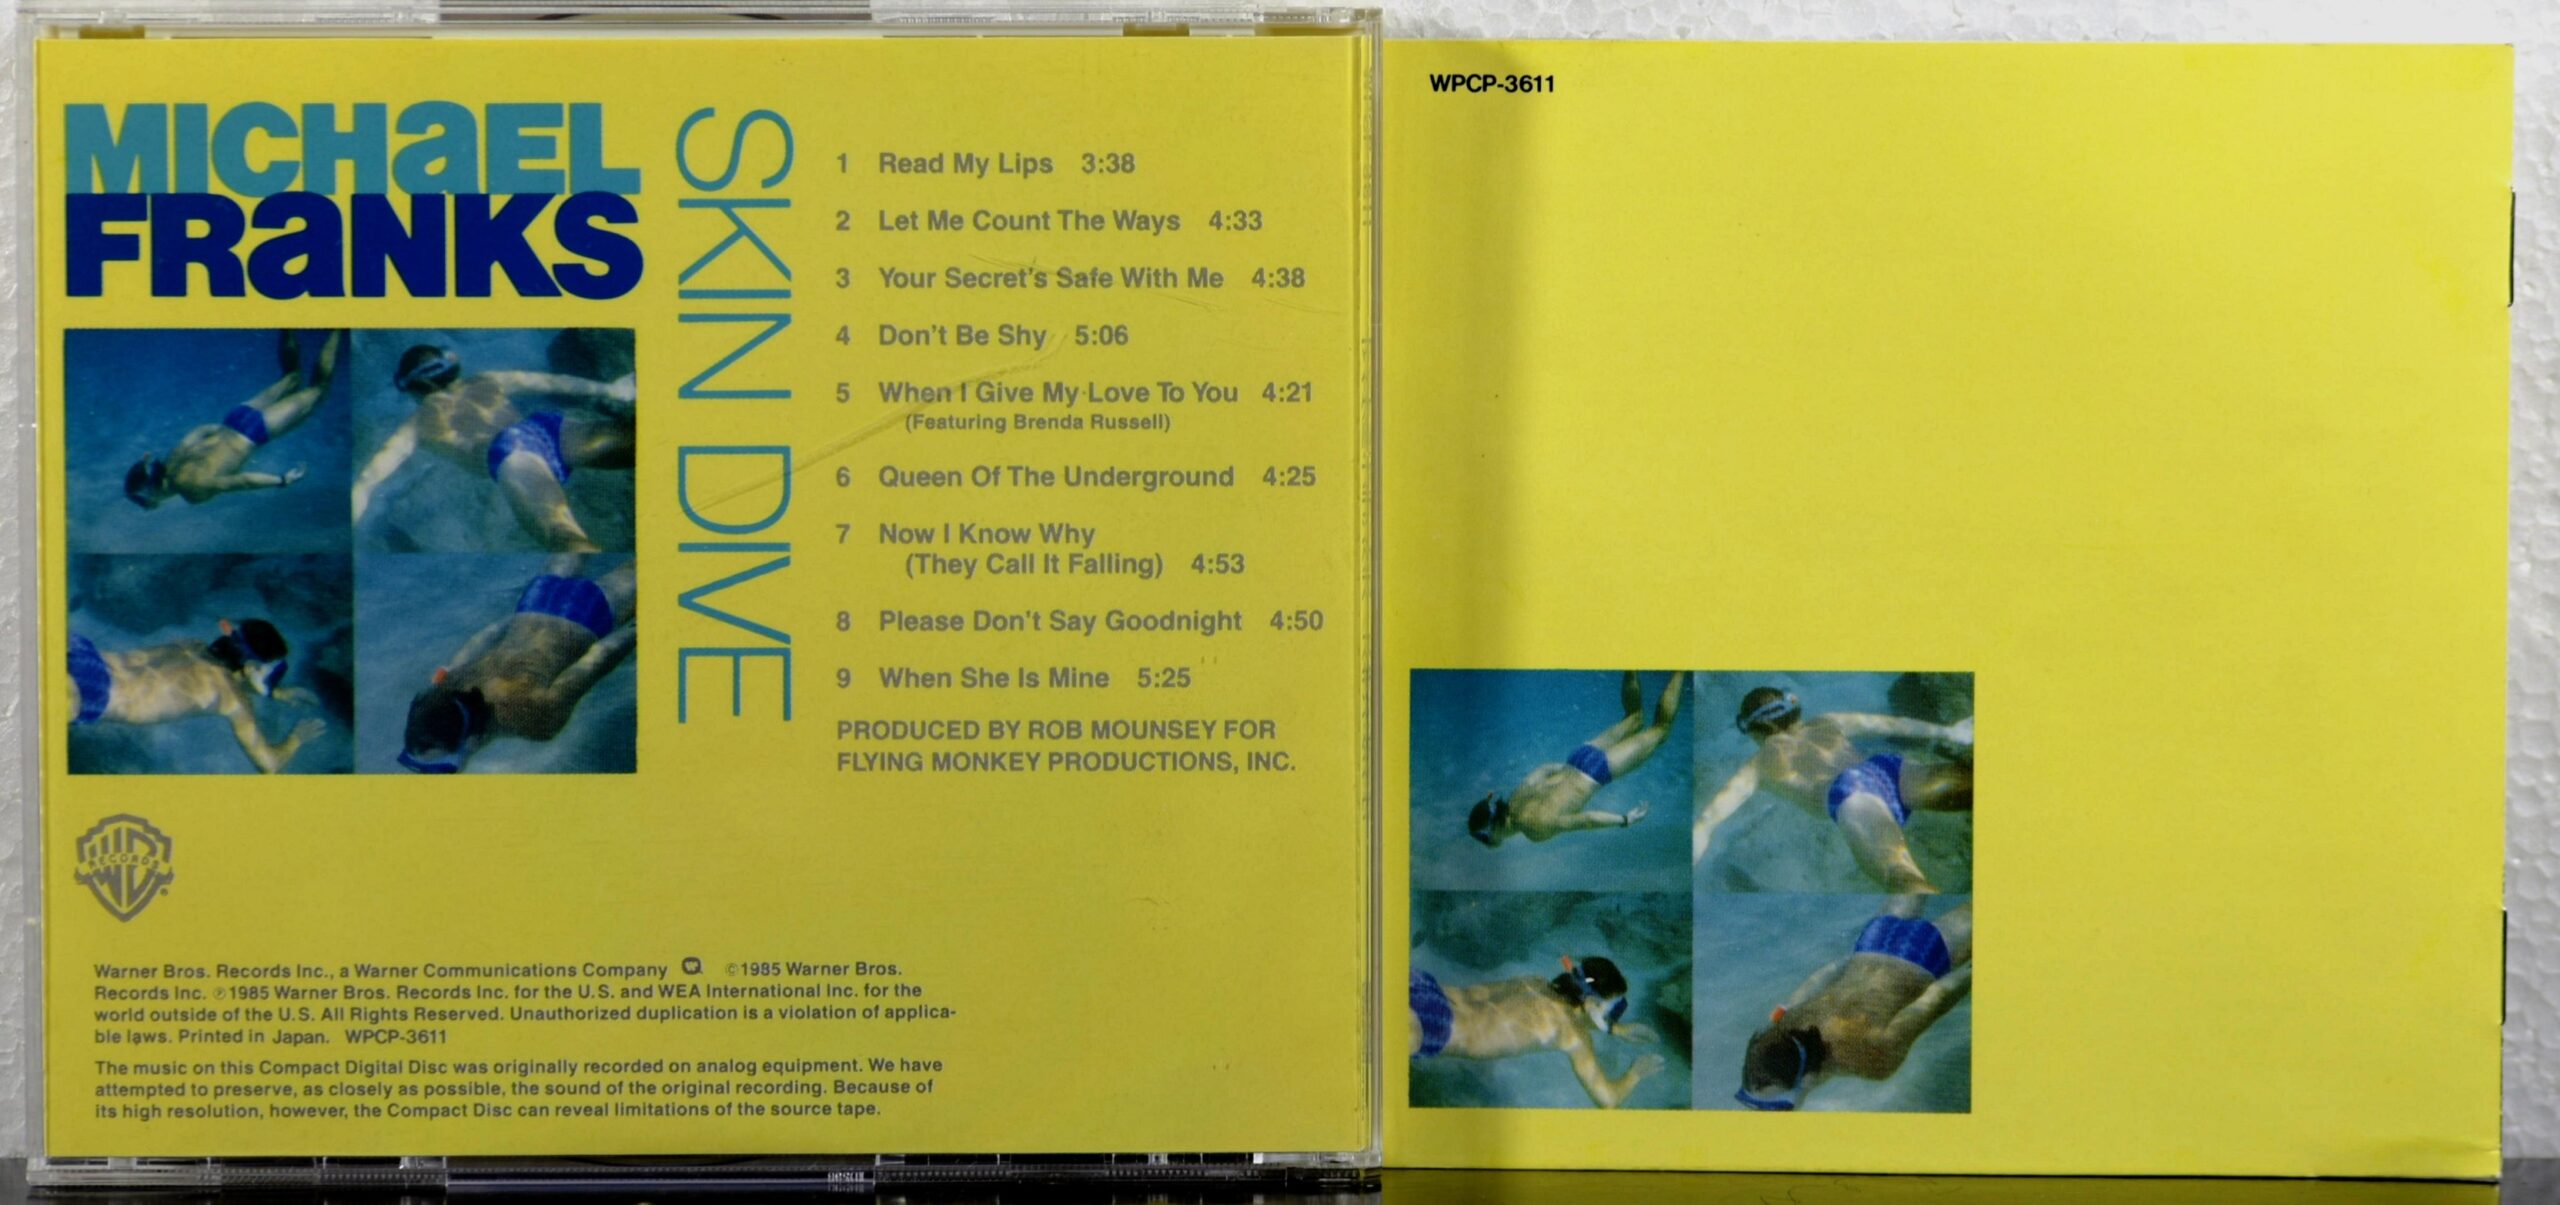 MICHaEL
FRaNKS
SKIN DIVE
1 Read My Lips 3:38
2 Let Me Count The Ways 4:33
3 Your Secret's Safe With Me 4:38
4 Don't Be Shy 5:06
5 When I Give My Love To You 4:21
(Featuring Brenda Russell)
6 Queen Of The Underground 4:25
7 Now I Know Why
(They Call It Falling) 4:53
8 Please Don't Say Goodnight 4:50
9 When She Is Mine 5:25
PRODUCED BY ROB MOUNSEY FOR
FLYING MONKEY PRODUCTIONS, INC.
RECORDS
Warner Bros. Records Inc., a Warner Communications Company ©1985 Warner Bros.
Records Inc. ℗1985 Warner Bros. Records Inc. for the U.S. and WEA International Inc. for the
world outside of the U.S. All Rights Reserved. Unauthorized duplication is a violation of applica-
ble laws. Printed in Japan. WPCP-3611
The music on this Compact Digital Disc was originally recorded on analog equipment. We have
attempted to preserve, as closely as possible, the sound of the original recording. Because of
its high resolution, however, the Compact Disc can reveal limitations of the source tape.
WPCP-3611